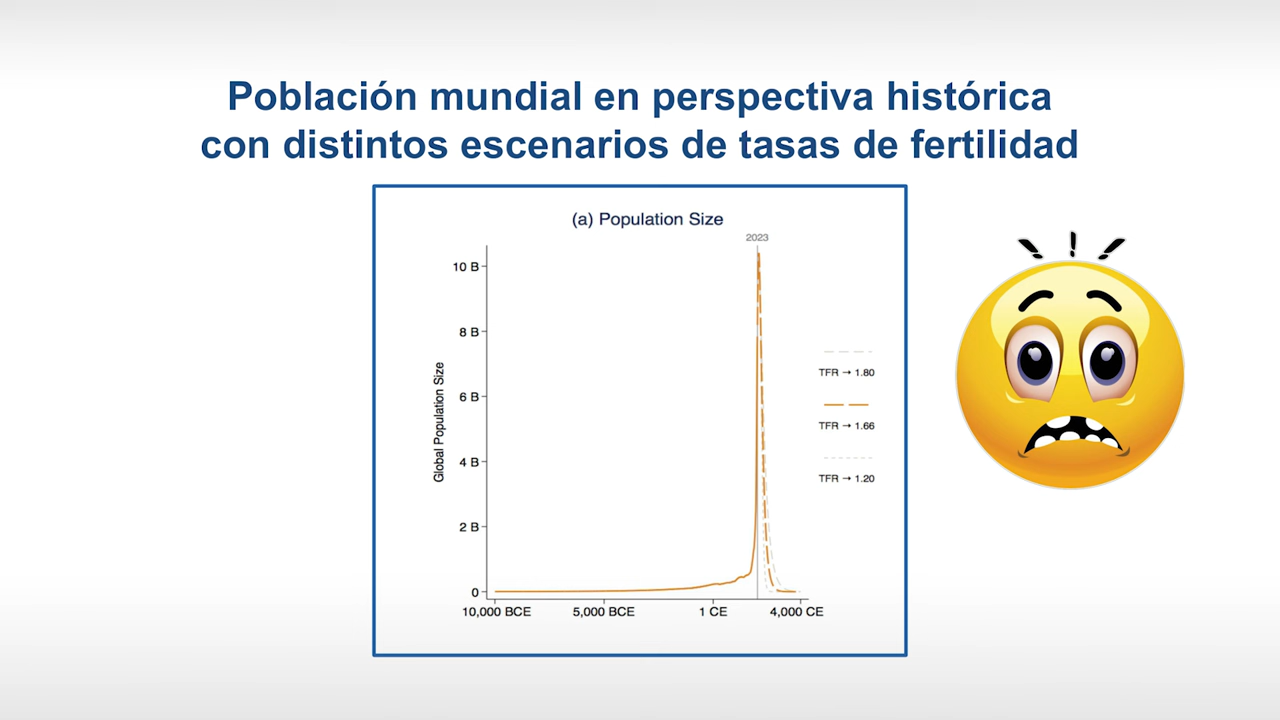 Población mundial en perspectiva histórica
con distintos escenarios de tasas de fertilidad
(a) Population Size
2023
10 B
8 B
6 B
4 B
2 B
0
Global Population Size
TFR → 1.80
TFR → 1.66
TFR → 1.20
10,000 BCE
5,000 BCE
1 CE
4,000 CE